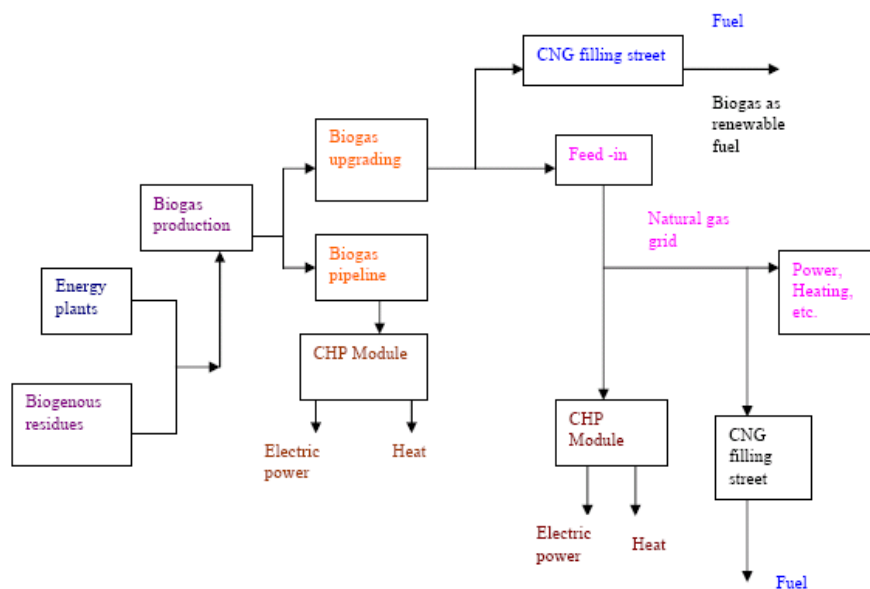 Fuel
CNG filling street
Biogas as
renewable
fuel
Biogas
upgrading
Feed -in
Biogas
production
Natural gas
grid
Biogas
pipeline
Power,
Heating,
etc.
Energy
plants
CHP Module
Biogenous
residues
CHP
Module
CNG
filling
street
Electric
power
Heat
Electric
power
Heat
Fuel